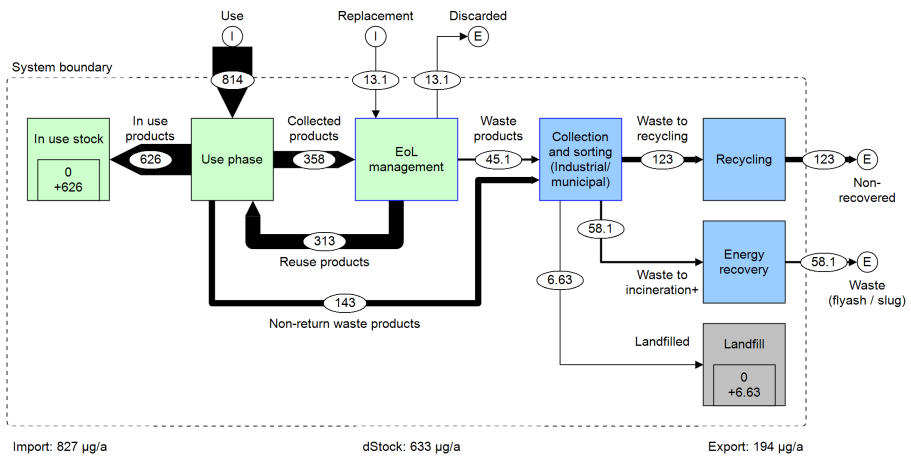 Use
Replacement
Discarded
I
I
E
System boundary
814
13.1
13.1
In use stock
0
+626
In use
products
626
Use phase
Collected
products
358
EoL
management
Waste
products
45.1
Collection
and sorting
(Industrial/
municipal)
Waste to
recycling
123
Recycling
123
E
Non-
recovered
313
Reuse products
58.1
Energy
recovery
58.1
E
Waste
(flyash / slug)
6.63
Waste to
incineration+
143
Non-return waste products
Landfilled
Landfill
0
+6.63
Import: 827 µg/a
dStock: 633 µg/a
Export: 194 µg/a